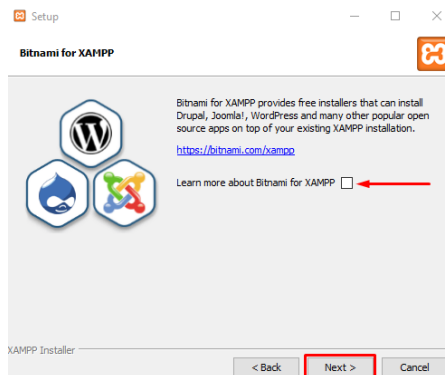 Setup
Bitnami for XAMPP
Bitnami for XAMPP provides free installers that can install
Drupal, Joomla!, WordPress and many other popular open
source apps on top of your existing XAMPP installation.
https://bitnami.com/xampp
Learn more about Bitnami for XAMPP
XAMPP Installer
< Back Next > Cancel